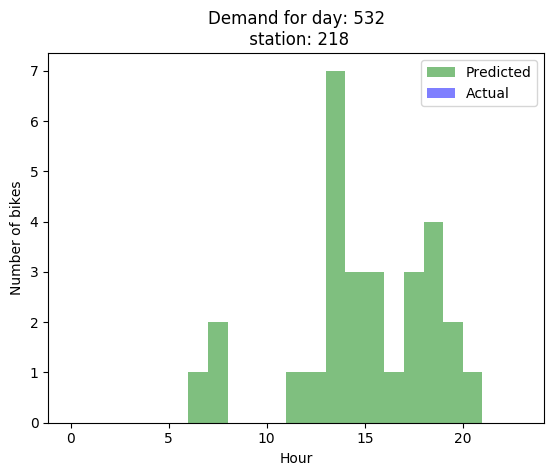 Demand for day: 532
station: 218
Predicted
Actual
Number of bikes
7
6
5
4
3
2
1
0
0 5 10 15 20
Hour